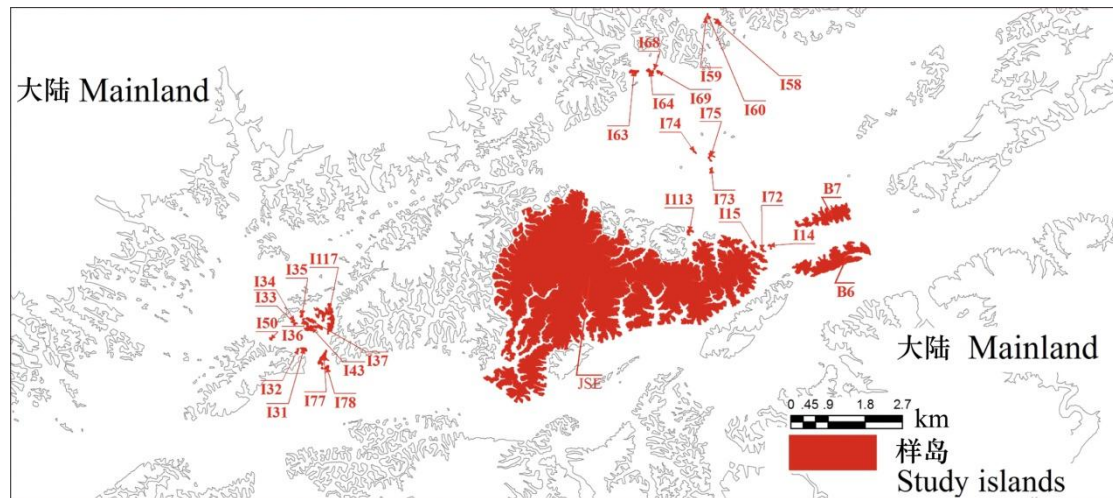 I68
I59
I58
I60
大陆 Mainland
I64
I69
I63
I75
I74
I73
I72
B7
I113
I15
I14
B6
I117
I35
I34
I33
I50
I36
I37
I43
大陆 Mainland
I32
I31
I77
I78
JSE
0 .45 .9 1.8 2.7
km
样岛
Study islands